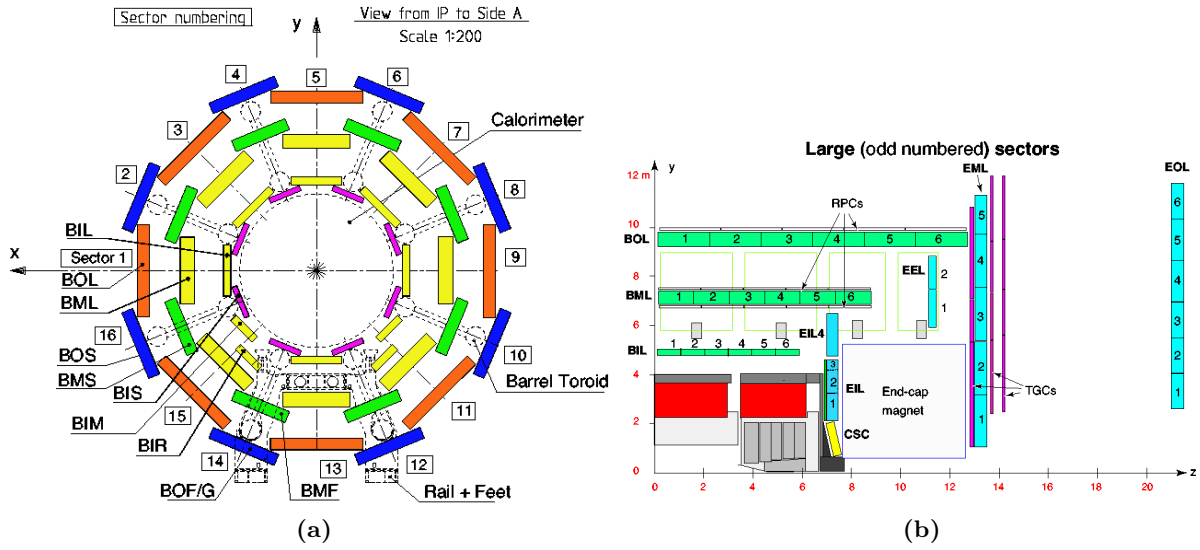 Sector numbering
View from IP to Side A
Scale 1:200
y
5
4
6
3
7
Calorimeter
2
8
BIL
x
Sector 1
9
BOL
BML
16
10
BOS
BMS
Barrel Toroid
BIS
15
11
BIM
BIR
14
13
12
BOF/G
BMF
Rail + Feet
(a)
Large (odd numbered) sectors
y
12 m
EML
EOL
RPCs
10
BOL
1 2 3 4 5 6
8
EEL
2
1
BML
1 2 3 4 5 6
6
EIL4
BIL
1 2 3 4 5 6
4
EIL
3
2
1
End-cap
magnet
CSC
2
0
5
4
3
2
1
TGCs
6
5
4
3
2
1
0 2 4 6 8 10 12 14 16 18 20
z
(b)